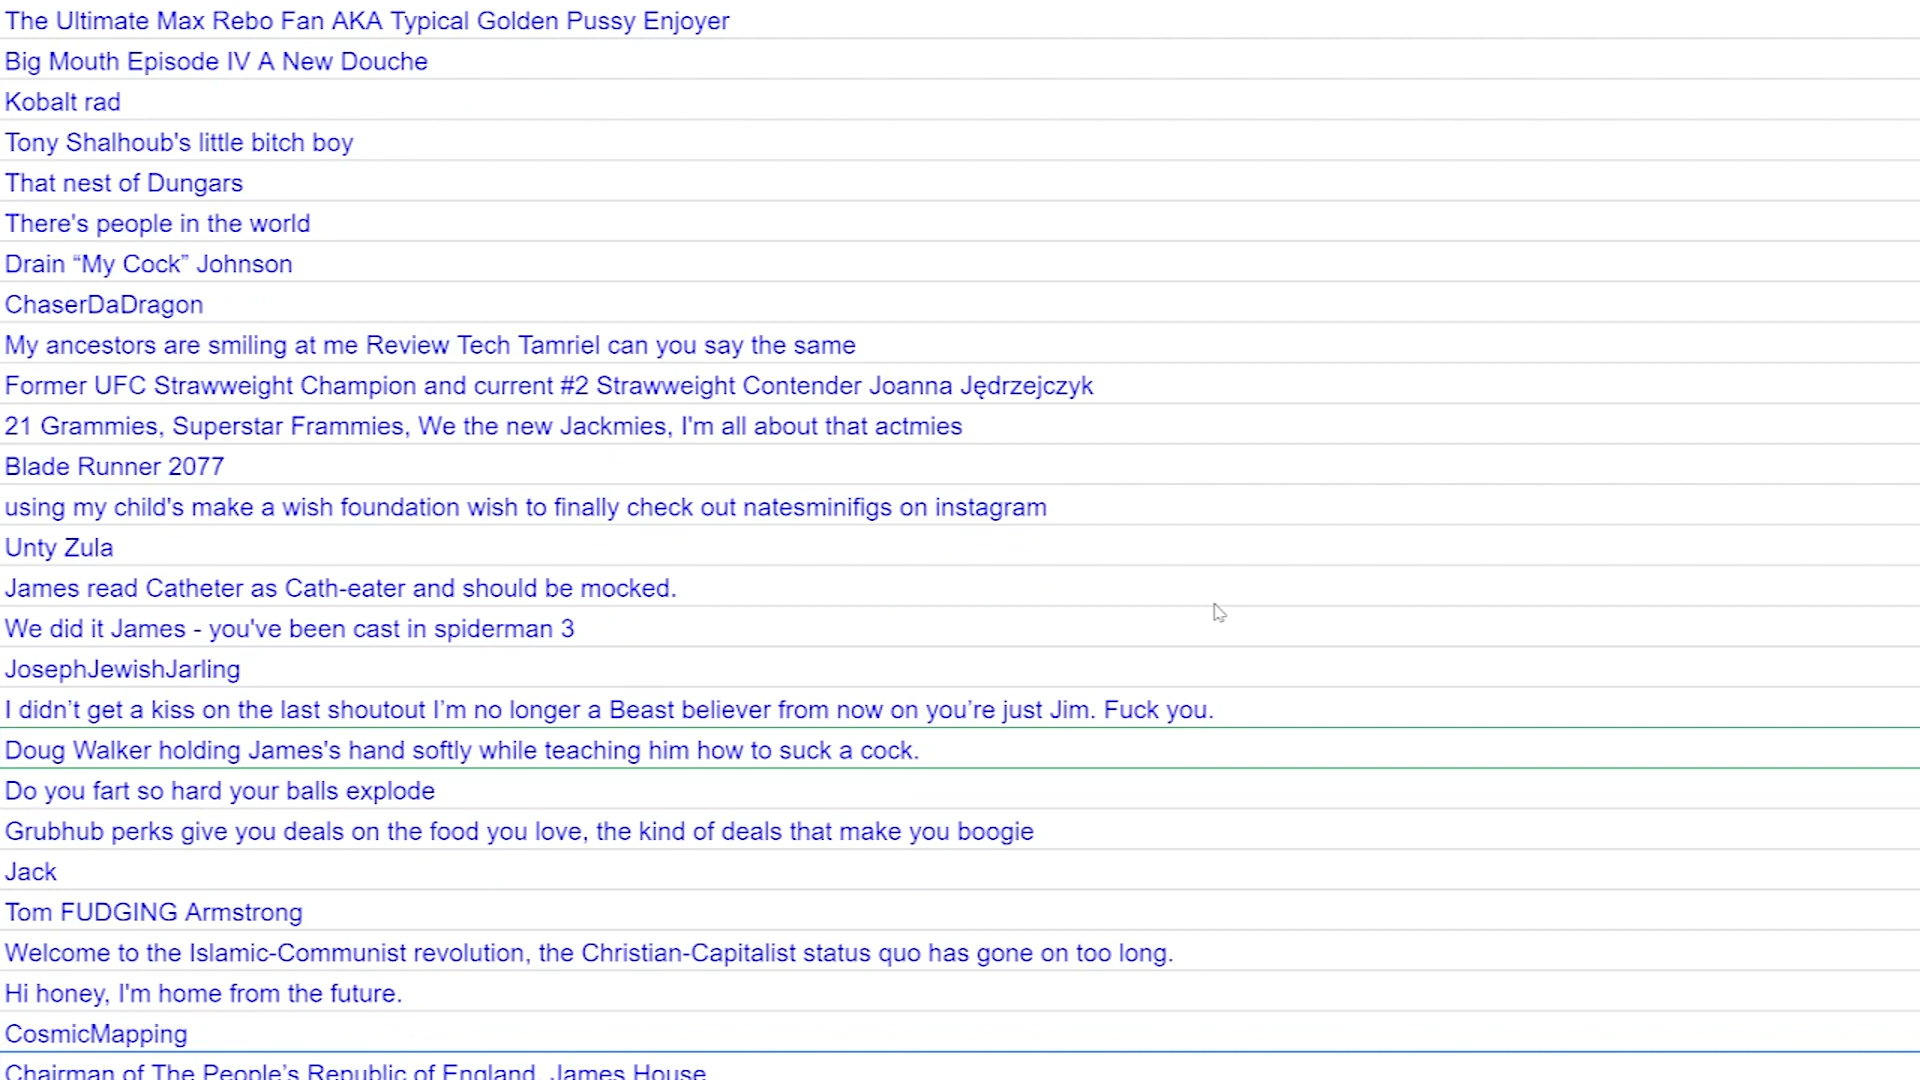 The Ultimate Max Rebo Fan AKA Typical Golden Pussy Enjoyer
Big Mouth Episode IV A New Douche
Kobalt rad
Tony Shalhoub's little bitch boy
That nest of Dungars
There's people in the world
Drain “My Cock” Johnson
ChaserDaDragon
My ancestors are smiling at me Review Tech Tamriel can you say the same
Former UFC Strawweight Champion and current #2 Strawweight Contender Joanna Jędrzejczyk
21 Grammies, Superstar Frammies, We the new Jackmies, I'm all about that actmies
Blade Runner 2077
using my child's make a wish foundation wish to finally check out natesminifigs on instagram
Unty Zula
James read Catheter as Cath-eater and should be mocked.
We did it James - you've been cast in spiderman 3
JosephJewishJarling
I didn’t get a kiss on the last shoutout I’m no longer a Beast believer from now on you’re just Jim. Fuck you.
Doug Walker holding James's hand softly while teaching him how to suck a cock.
Do you fart so hard your balls explode
Grubhub perks give you deals on the food you love, the kind of deals that make you boogie
Jack
Tom FUDGING Armstrong
Welcome to the Islamic-Communist revolution, the Christian-Capitalist status quo has gone on too long.
Hi honey, I'm home from the future.
CosmicMapping
Chairman of The People’s Republic of England, James House